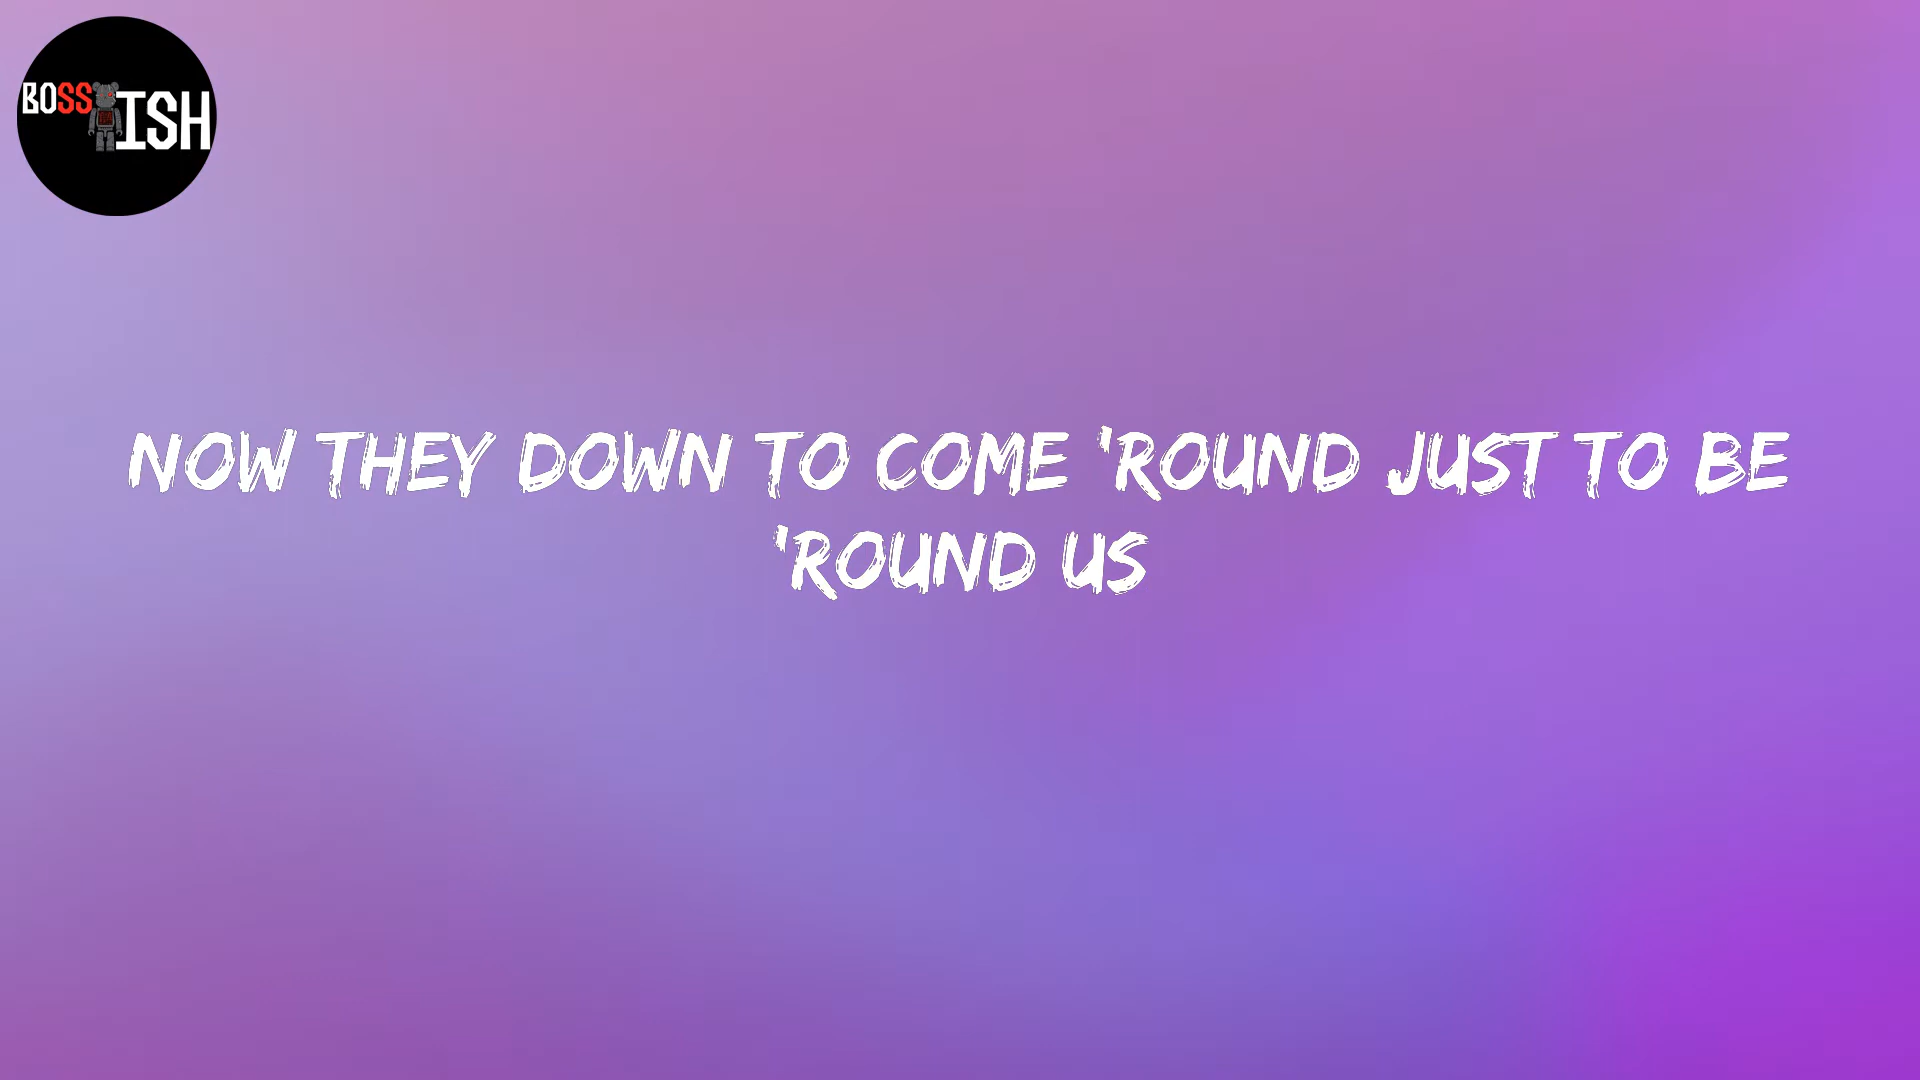 BOSS ISH
NOW THEY DOWN TO COME 'ROUND JUST TO BE
'ROUND US